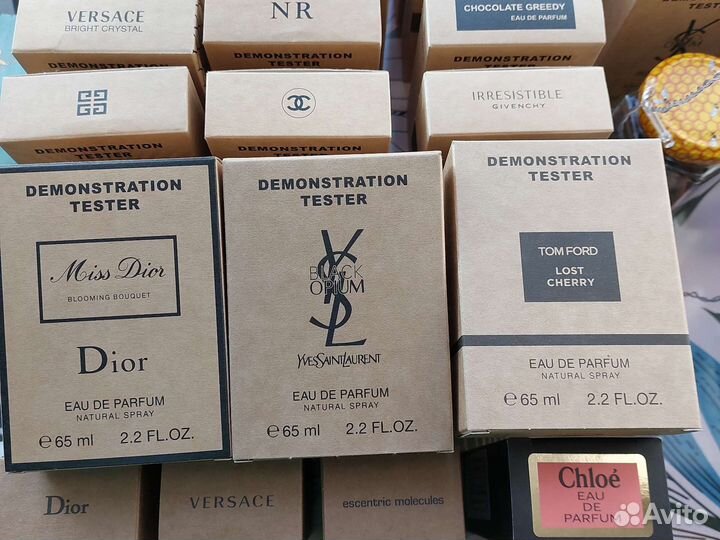 VERSACE
BRIGHT CRYSTAL
NR
CHOCOLATE GREEDY
EAU DE PARFUM
DEMONSTRATION
TESTER
DEMONSTRATION
TESTER
YSL
IRRESISTIBLE
GIVENCHY
DEMONSTRATION
TESTER
DEMONSTRATION
TESTER
DEMONSTRATION
TESTER
Miss Dior
BLOOMING BOUQUET
Dior
EAU DE PARFUM
NATURAL SPRAY
℮ 65 ml 2.2 FL.OZ.
DEMONSTRATION
TESTER
YSL
BLACK
OPIUM
YVESSAINTLAURENT
EAU DE PARFUM
NATURAL SPRAY
℮ 65 ml 2.2 FL.OZ.
DEMONSTRATION
TESTER
TOM FORD
LOST
CHERRY
EAU DE PARFUM
NATURAL SPRAY
℮ 65 ml 2.2 FL.OZ.
Dior
VERSACE
escentric molecules
Chloé
EAU
DE
PARFUM
Avito